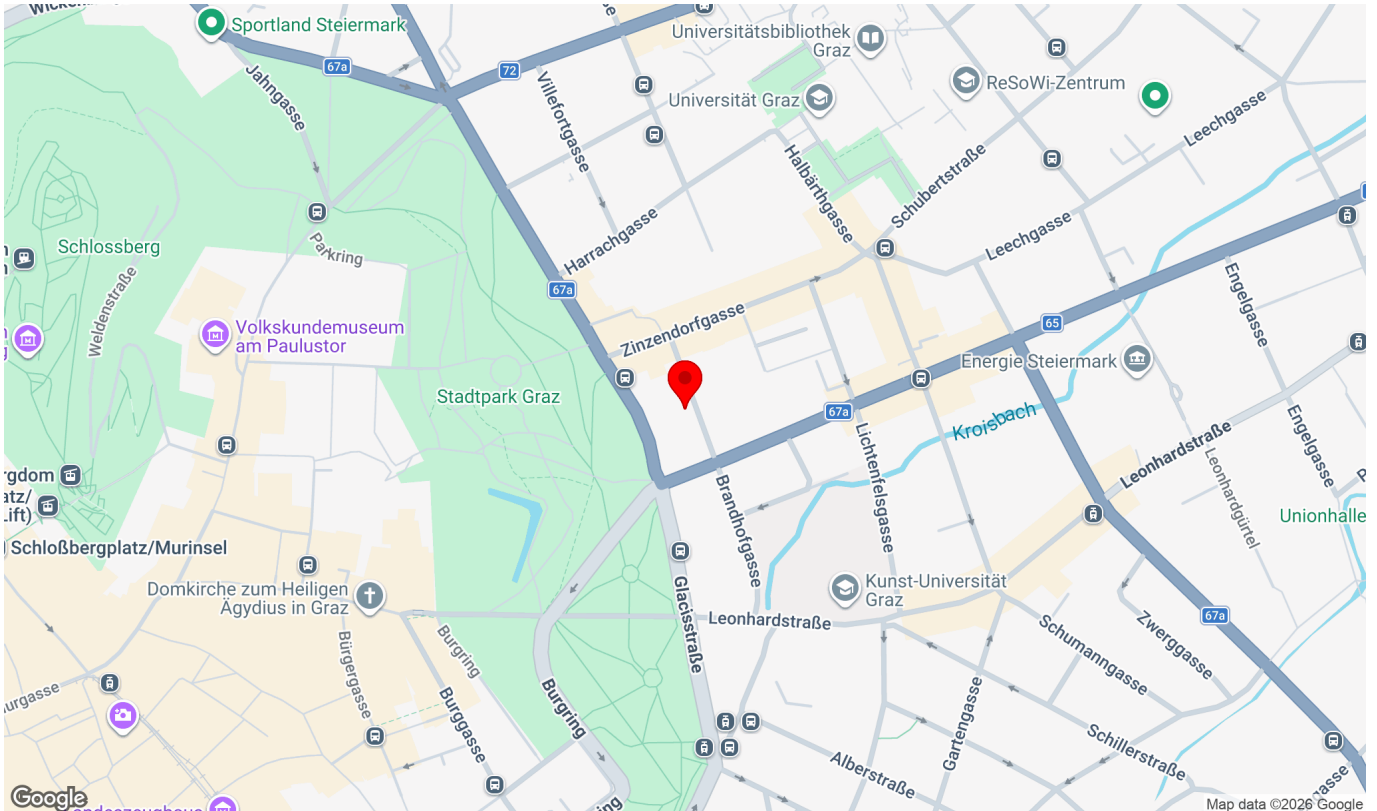 Sportland Steiermark
67a
Jahngasse
72
Villefortgasse
Universitätsbibliothek
Graz
Universität Graz
ReSoWi-Zentrum
Leechgasse
Halbärthgasse
Schubertstraße
Leechgasse
Schlossberg
Parkring
Weldenstraße
Harrachgasse
67a
Engelgasse
Volkskundemuseum
am Paulustor
Zinzendorfgasse
65
Energie Steiermark
Stadtpark Graz
67a
Kroisbach
Lichtenfelsgasse
Leonhardstraße
Engelgasse
Leonhardgürtel
Unionhalle
Lift)
Schloßbergplatz/Murinsel
Brandhofgasse
Domkirche zum Heiligen
Ägydius in Graz
Glacisstraße
Kunst-Universität
Graz
Leonhardstraße
67a
Zwerggasse
Schumanngasse
Bürgergasse
Burgring
Burggasse
Burgring
Gartengasse
Schillerstraße
Alberstraße
Burgring
Google
Map data ©2026 Google